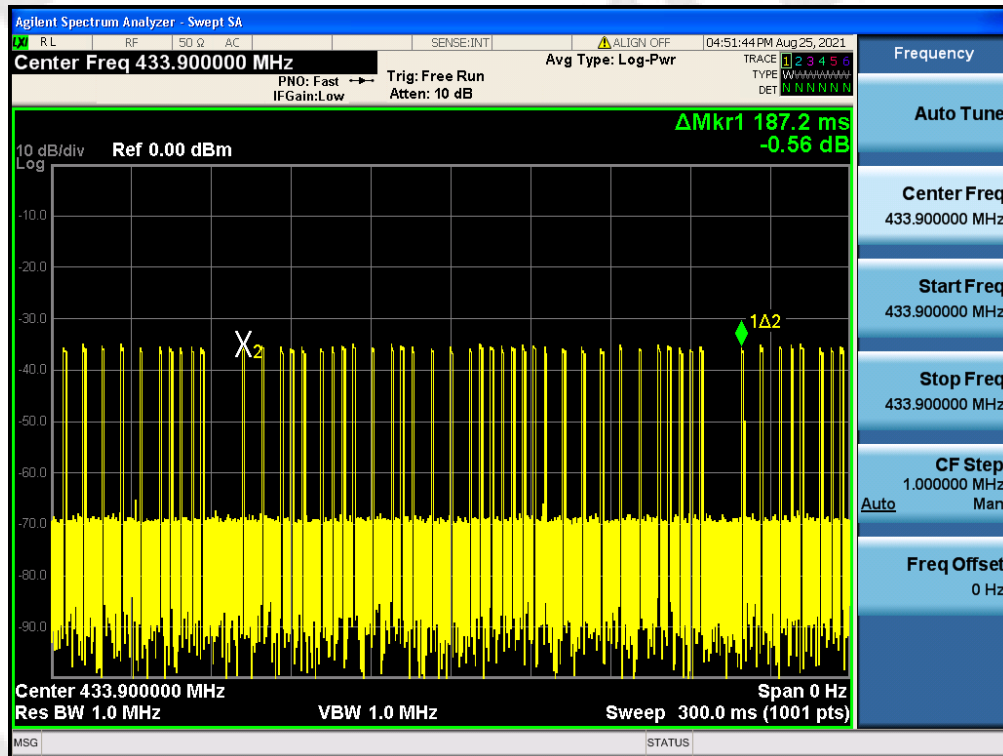 Agilent Spectrum Analyzer - Swept SA
LXI RL RF 50 Ω AC SENSE:INT ALIGN OFF 04:51:44 PM Aug 25, 2021
Center Freq 433.900000 MHz
PNO: Fast
IFGain:Low
Trig: Free Run
Atten: 10 dB
Avg Type: Log-Pwr
TRACE 1 2 3 4 5 6
TYPE W
DET N N N N N N
ΔMkr1 187.2 ms
-0.56 dB
10 dB/div Ref 0.00 dBm
Log
-10.0
-20.0
-30.0
-40.0
-50.0
-60.0
-70.0
-80.0
-90.0
X2
1Δ2
Center 433.900000 MHz Span 0 Hz
Res BW 1.0 MHz VBW 1.0 MHz Sweep 300.0 ms (1001 pts)
MSG STATUS
Frequency
Auto Tune
Center Freq
433.900000 MHz
Start Freq
433.900000 MHz
Stop Freq
433.900000 MHz
CF Step
1.000000 MHz
Auto Man
Freq Offset
0 Hz